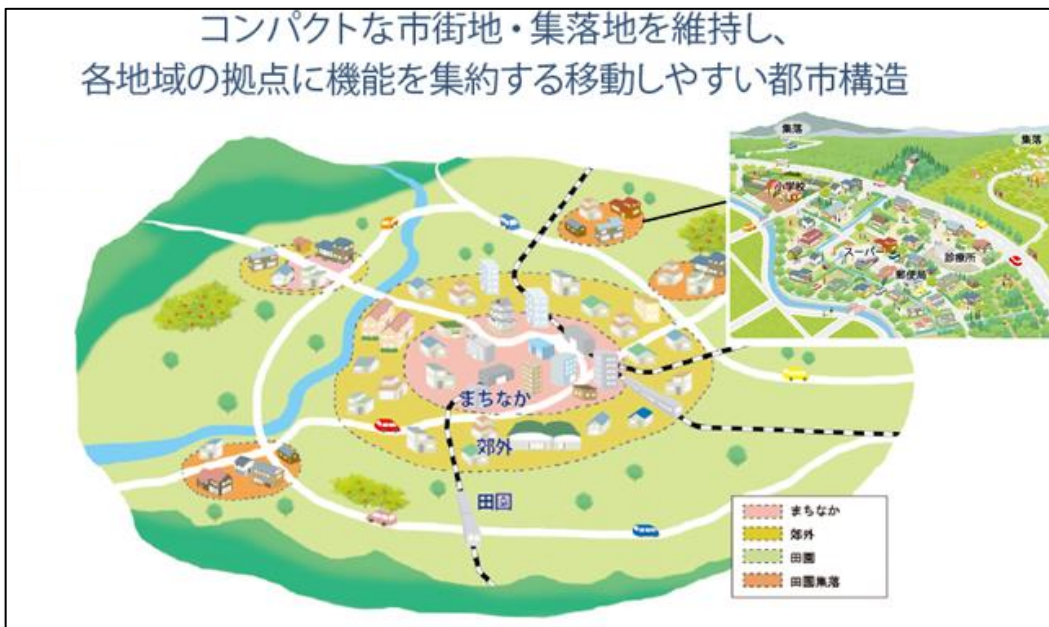 コンパクトな市街地・集落地を維持し、
各地域の拠点に機能を集約する移動しやすい都市構造
集落
集落
小学校
スーパー
診療所
郵便局
まちなか
郊外
田園
まちなか
郊外
田園
田園集落